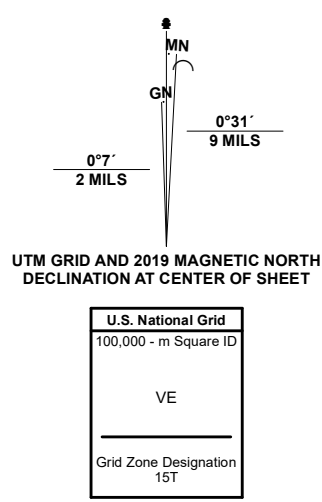 MN
GN
0°31´
9 MILS
0°7´
2 MILS
UTM GRID AND 2019 MAGNETIC NORTH
DECLINATION AT CENTER OF SHEET
U.S. National Grid
100,000 - m Square ID
VE
Grid Zone Designation
15T